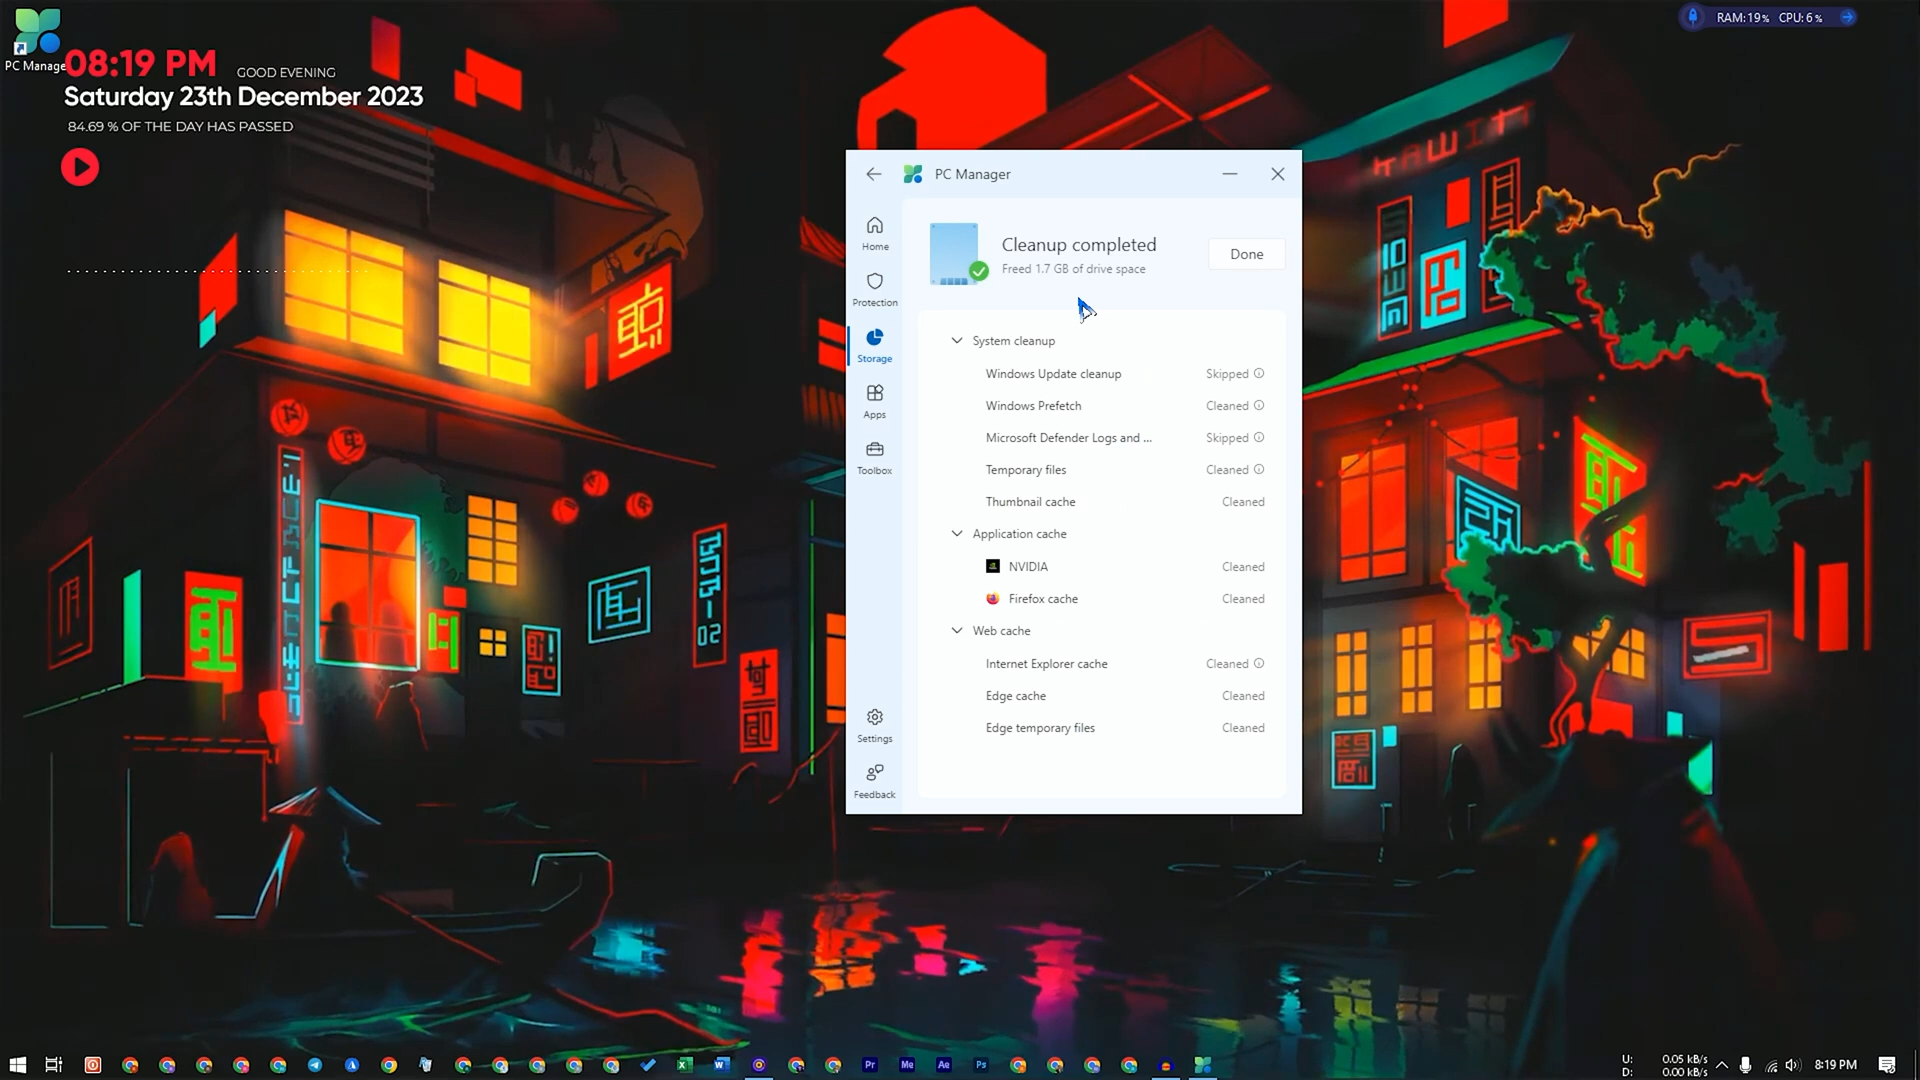 PC Manage
08:19 PM
GOOD EVENING
Saturday 23th December 2023
84.69 % OF THE DAY HAS PASSED
RAM:19% CPU:6%
PC Manager
Home
Protection
Storage
Apps
Toolbox
Settings
Feedback
Cleanup completed
Freed 1.7 GB of drive space
Done
System cleanup
Windows Update cleanup Skipped
Windows Prefetch Cleaned
Microsoft Defender Logs and ... Skipped
Temporary files Cleaned
Thumbnail cache Cleaned
Application cache
NVIDIA Cleaned
Firefox cache Cleaned
Web cache
Internet Explorer cache Cleaned
Edge cache Cleaned
Edge temporary files Cleaned
Pr
Me
Ae
Ps
U: 0.05 kB/s
D: 0.00 kB/s
8:19 PM